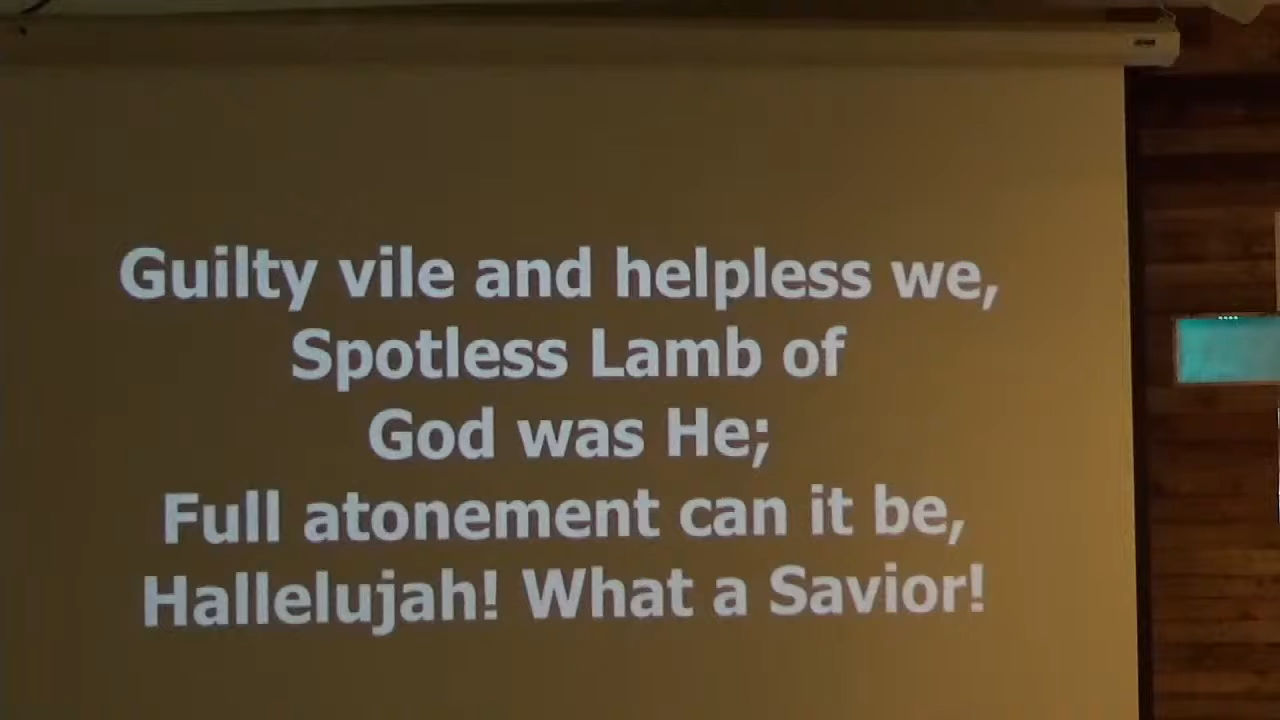 Guilty vile and helpless we,
Spotless Lamb of
God was He;
Full atonement can it be,
Hallelujah! What a Savior!